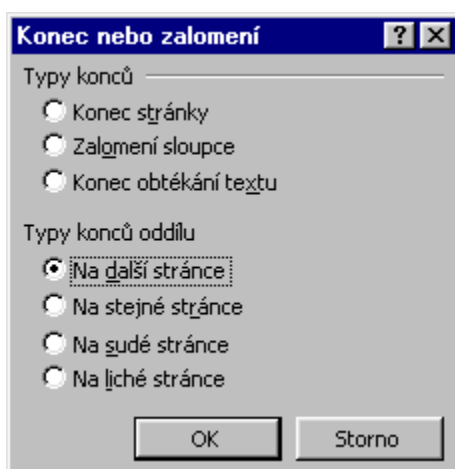 Konec nebo zalomení
Typy konců
Konec stránky
Zalomení sloupce
Konec obtékání textu
Typy konců oddílu
Na další stránce
Na stejné stránce
Na sudé stránce
Na liché stránce
OK Storno